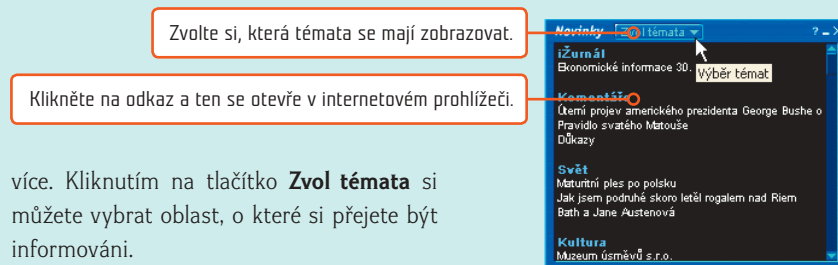 Zvolte si, která témata se mají zobrazovat.
Klikněte na odkaz a ten se otevře v internetovém prohlížeči.
více. Kliknutím na tlačítko Zvol témata si
můžete vybrat oblast, o které si přejete být
informováni.
Novinky Zvol témata ? – X
iŽurnál
Ekonomické informace 30.
Výběr témat
Komentáře
Úterní projev amerického prezidenta George Bushe o
Pravidlo svatého Matouše
Důkazy
Svět
Maturitní ples po polsku
Jak jsem podruhé skoro letěl rogalem nad Riem
Bath a Jane Austenová
Kultura
Muzeum úsměvů s.r.o.